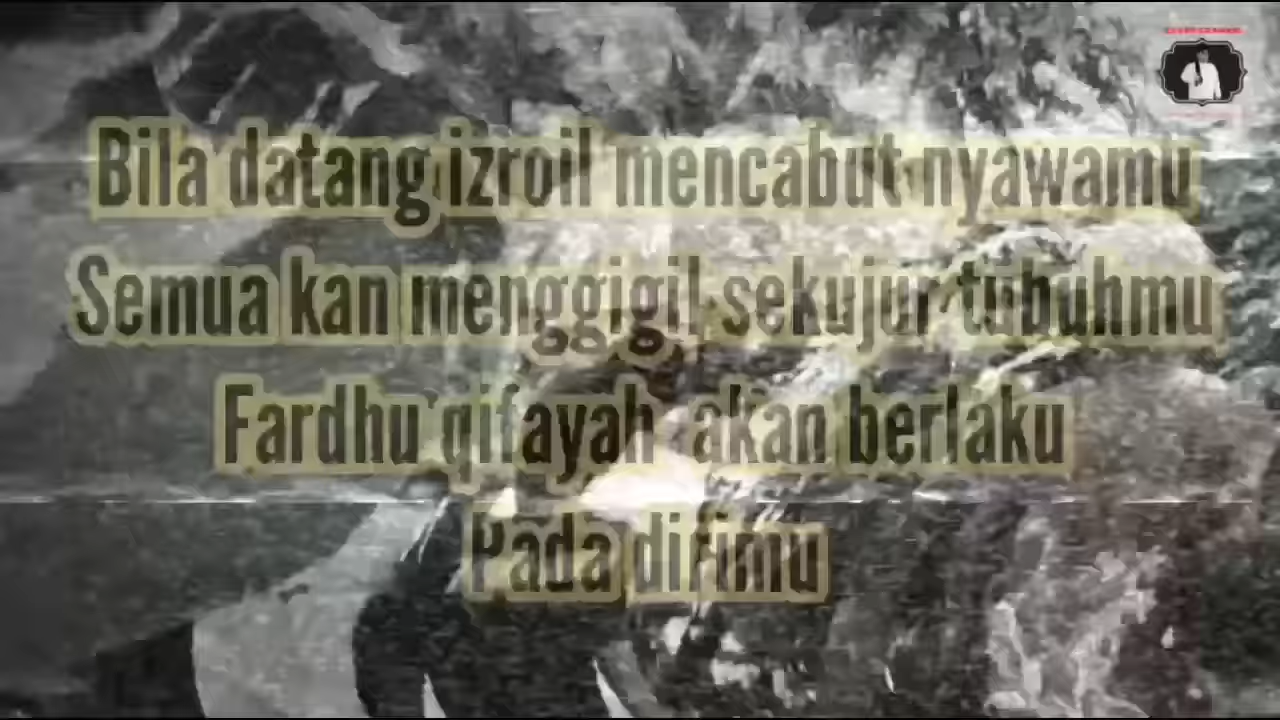 Bila datang izroil mencabut nyawamu
Semua kan menggigil sekujur tubuhmu
Fardhu qifayah akan berlaku
Pada dirimu